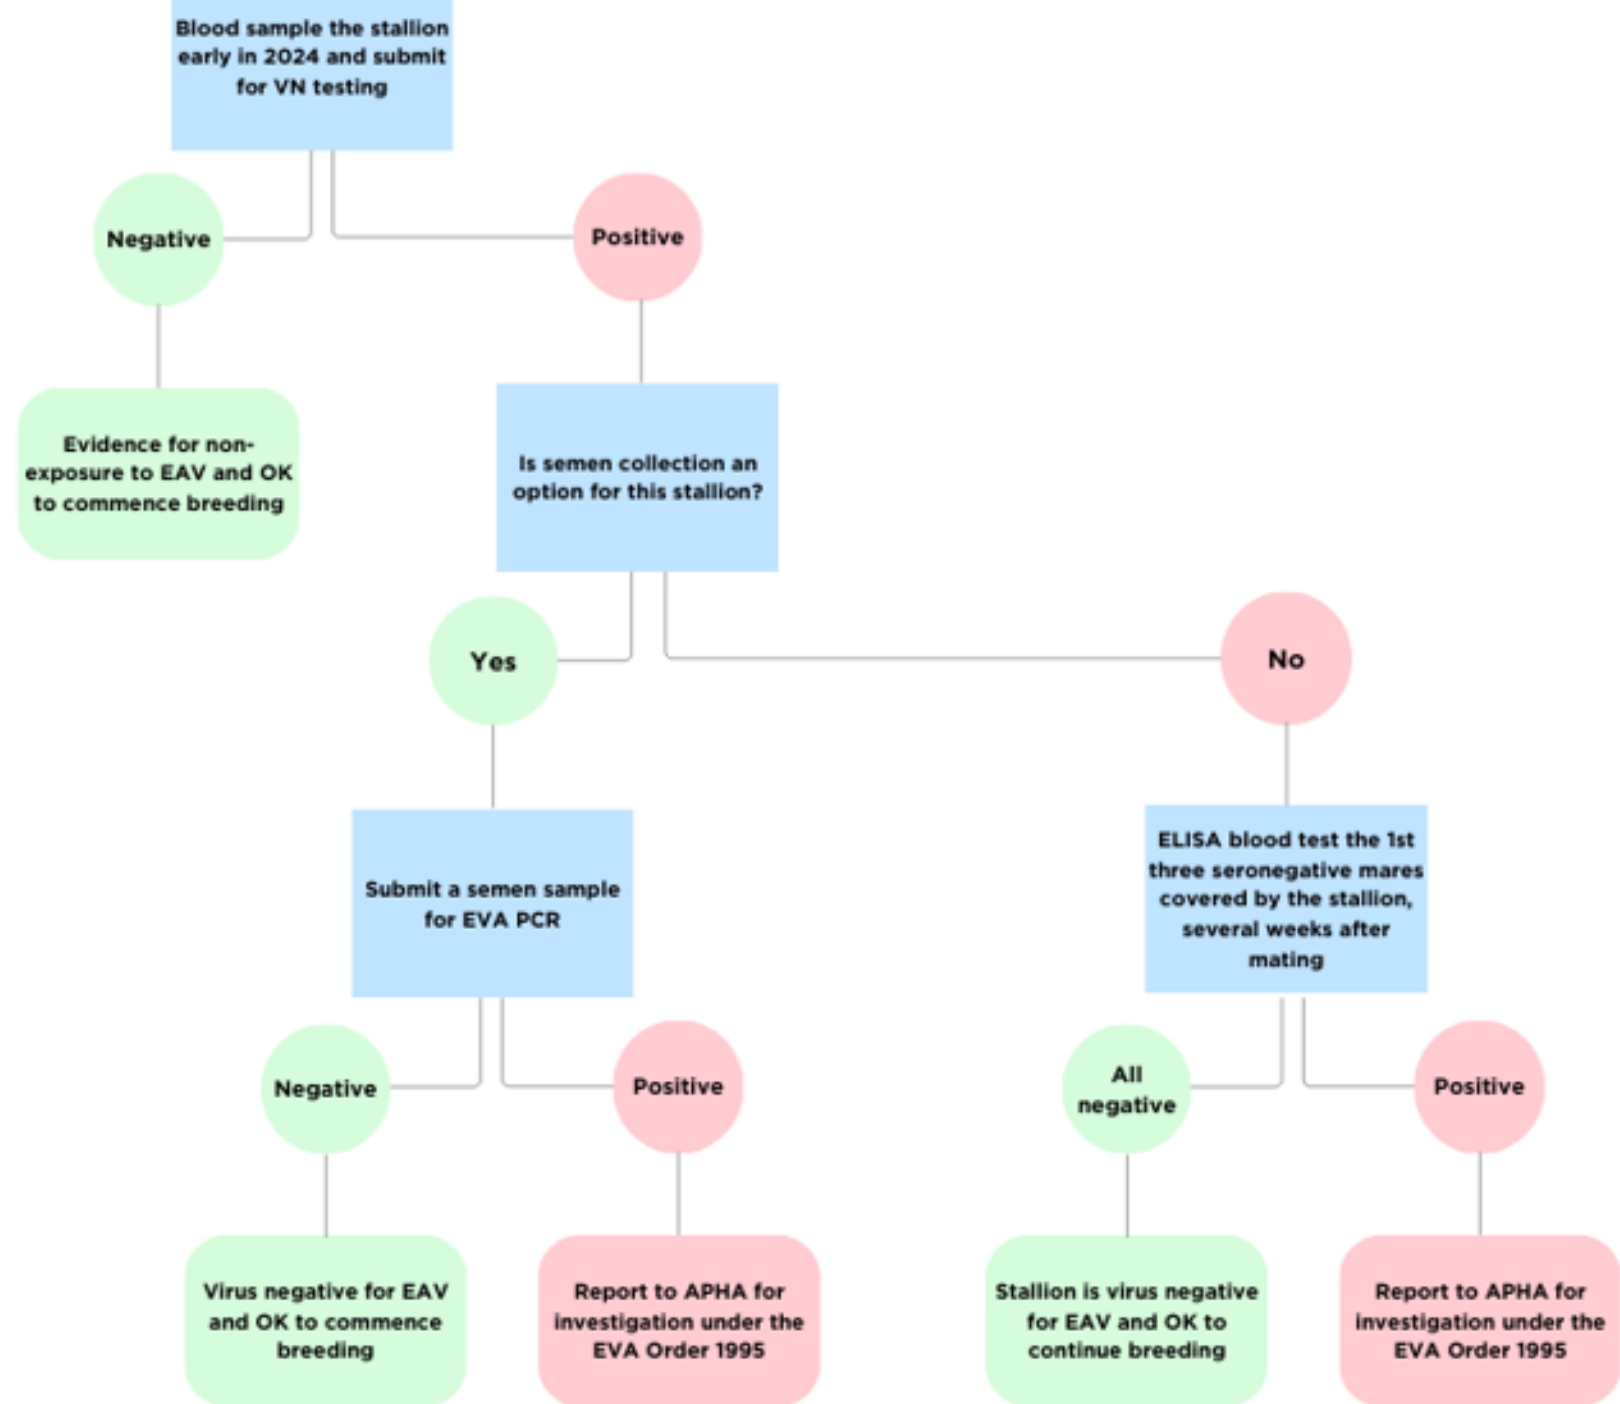 Blood sample the stallion
early in 2024 and submit
for VN testing
Negative
Positive
Evidence for non-
exposure to EAV and OK
to commence breeding
Is semen collection an
option for this stallion?
Yes
No
Submit a semen sample
for EVA PCR
ELISA blood test the 1st
three seronegative mares
covered by the stallion,
several weeks after
mating
Negative
Positive
All
negative
Positive
Virus negative for EAV
and OK to commence
breeding
Report to APHA for
investigation under the
EVA Order 1995
Stallion is virus negative
for EAV and OK to
continue breeding
Report to APHA for
investigation under the
EVA Order 1995